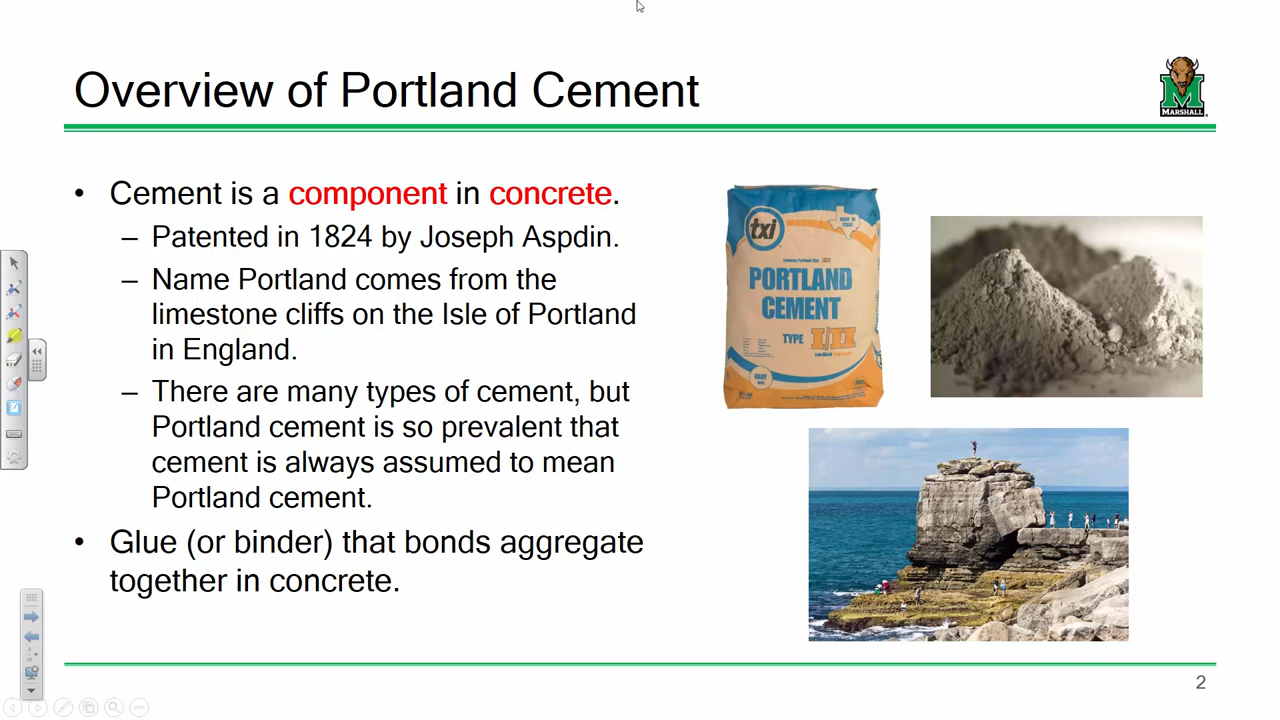 Overview of Portland Cement
MARSHALL
• Cement is a component in concrete.
– Patented in 1824 by Joseph Aspdin.
– Name Portland comes from the
limestone cliffs on the Isle of Portland
in England.
– There are many types of cement, but
Portland cement is so prevalent that
cement is always assumed to mean
Portland cement.
• Glue (or binder) that bonds aggregate
together in concrete.
txi
PORTLAND
CEMENT
TYPE I/II
2